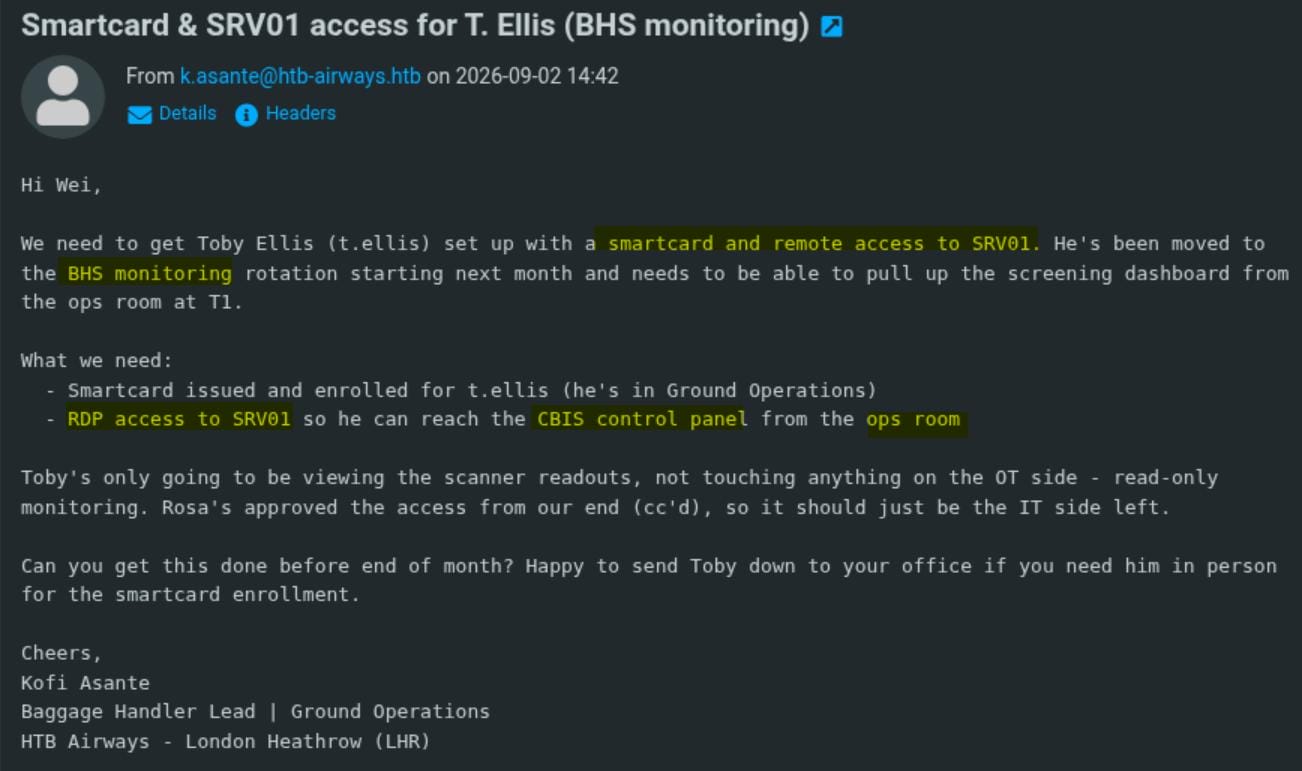 Smartcard & SRV01 access for T. Ellis (BHS monitoring)
From k.asante@htb-airways.htb on 2026-09-02 14:42
Details Headers
Hi Wei,
We need to get Toby Ellis (t.ellis) set up with a smartcard and remote access to SRV01. He's been moved to
the BHS monitoring rotation starting next month and needs to be able to pull up the screening dashboard from
the ops room at T1.
What we need:
- Smartcard issued and enrolled for t.ellis (he's in Ground Operations)
- RDP access to SRV01 so he can reach the CBIS control panel from the ops room
Toby's only going to be viewing the scanner readouts, not touching anything on the OT side - read-only
monitoring. Rosa's approved the access from our end (cc'd), so it should just be the IT side left.
Can you get this done before end of month? Happy to send Toby down to your office if you need him in person
for the smartcard enrollment.
Cheers,
Kofi Asante
Baggage Handler Lead | Ground Operations
HTB Airways - London Heathrow (LHR)